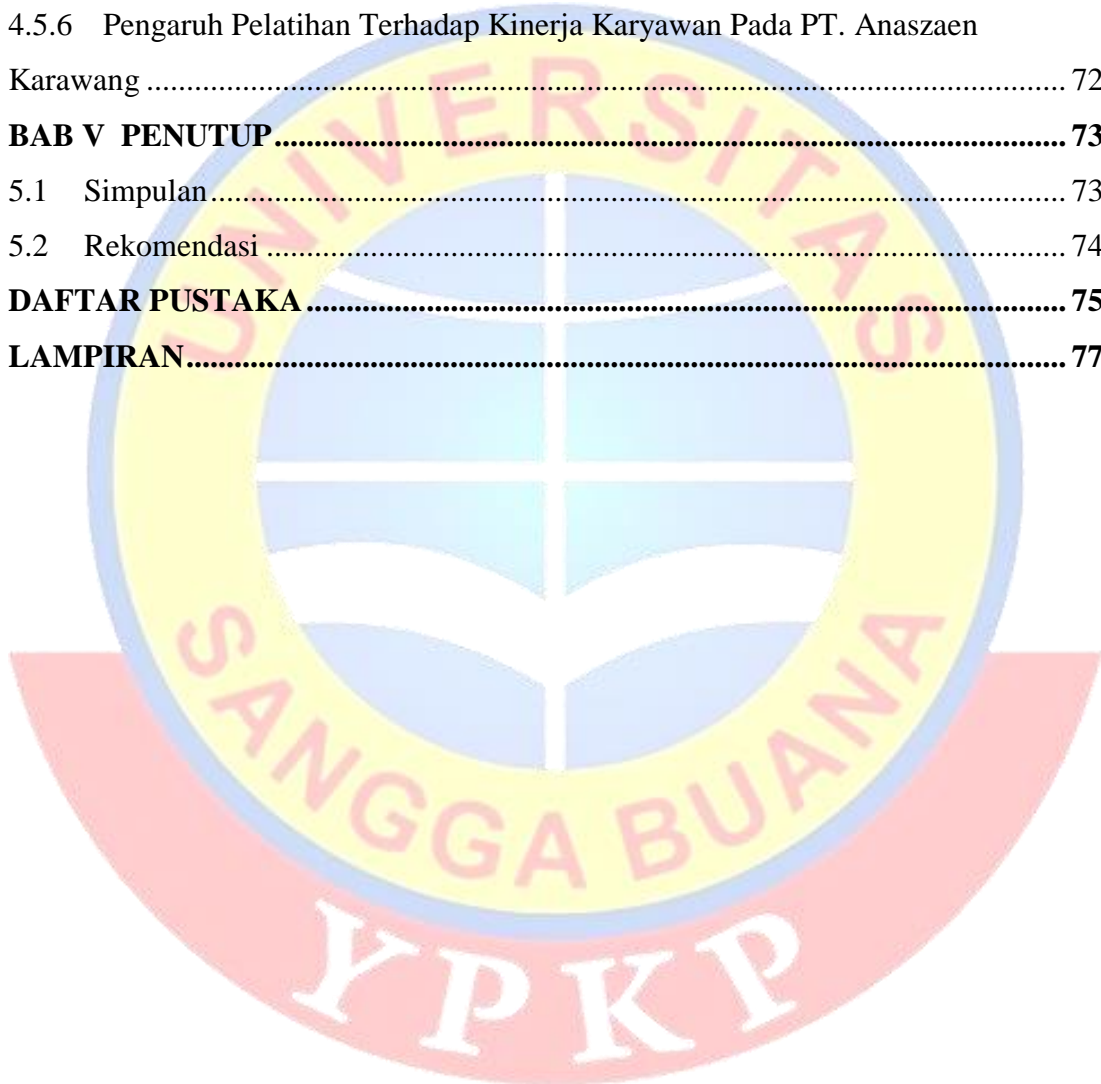 4.5.6 Pengaruh Pelatihan Terhadap Kinerja Karyawan Pada PT. Anaszaen
Karawang ........................................................................................................ 72
BAB V PENUTUP ........................................................................................ 73
5.1 Simpulan ................................................................................................ 73
5.2 Rekomendasi ......................................................................................... 74
DAFTAR PUSTAKA .................................................................................... 75
LAMPIRAN ................................................................................................... 77
UNIVERSITAS
SANGGA BUANA
YPKP